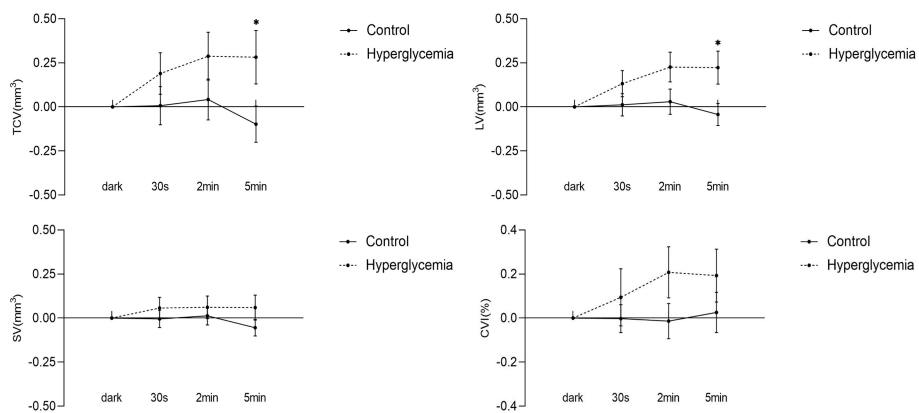 0.50
0.25
0.00
-0.25
-0.50
TCV(mm³)
dark 30s 2min 5min
*
Control
Hyperglycemia
0.50
0.25
0.00
-0.25
-0.50
LV(mm³)
dark 30s 2min 5min
*
Control
Hyperglycemia
0.50
0.25
0.00
-0.25
-0.50
SV(mm³)
dark 30s 2min 5min
Control
Hyperglycemia
0.4
0.2
0.0
-0.2
-0.4
CVI(%)
dark 30s 2min 5min
Control
Hyperglycemia